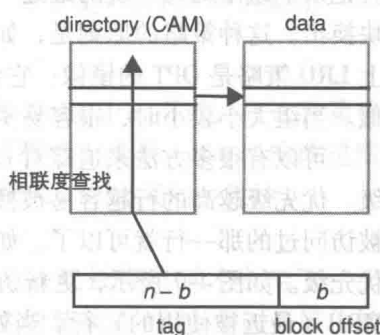 directory (CAM)
data
相联度查找
n – b
b
tag
block offset